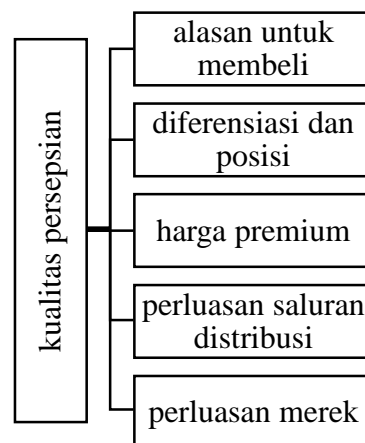 kualitas persepsian
alasan untuk
membeli
diferensiasi dan
posisi
harga premium
perluasan saluran
distribusi
perluasan merek